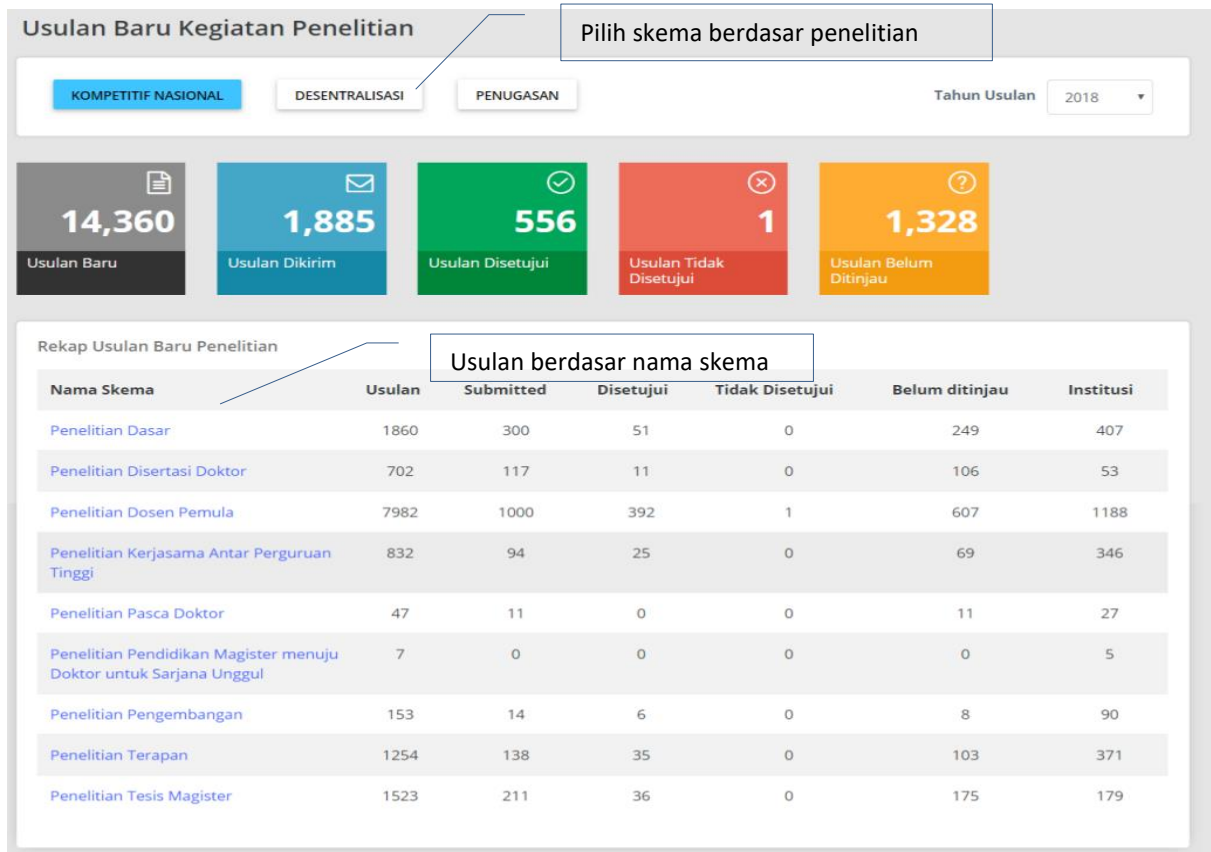 Usulan Baru Kegiatan Penelitian
Pilih skema berdasar penelitian
KOMPETITIF NASIONAL DESENTRALISASI PENUGASAN Tahun Usulan 2018
14,360 1,885 556 1 1,328
Usulan Baru Usulan Dikirim Usulan Disetujui Usulan Tidak Usulan Belum
Disetujui Ditinjau
Rekap Usulan Baru Penelitian
Usulan berdasar nama skema
Nama Skema Usulan Submitted Disetujui Tidak Disetujui Belum ditinjau Institusi
Penelitian Dasar 1860 300 51 0 249 407
Penelitian Disertasi Doktor 702 117 11 0 106 53
Penelitian Dosen Pemula 7982 1000 392 1 607 1188
Penelitian Kerjasama Antar Perguruan 832 94 25 0 69 346
Tinggi
Penelitian Pasca Doktor 47 11 0 0 11 27
Penelitian Pendidikan Magister menuju 7 0 0 0 0 5
Doktor untuk Sarjana Unggul
Penelitian Pengembangan 153 14 6 0 8 90
Penelitian Terapan 1254 138 35 0 103 371
Penelitian Tesis Magister 1523 211 36 0 175 179